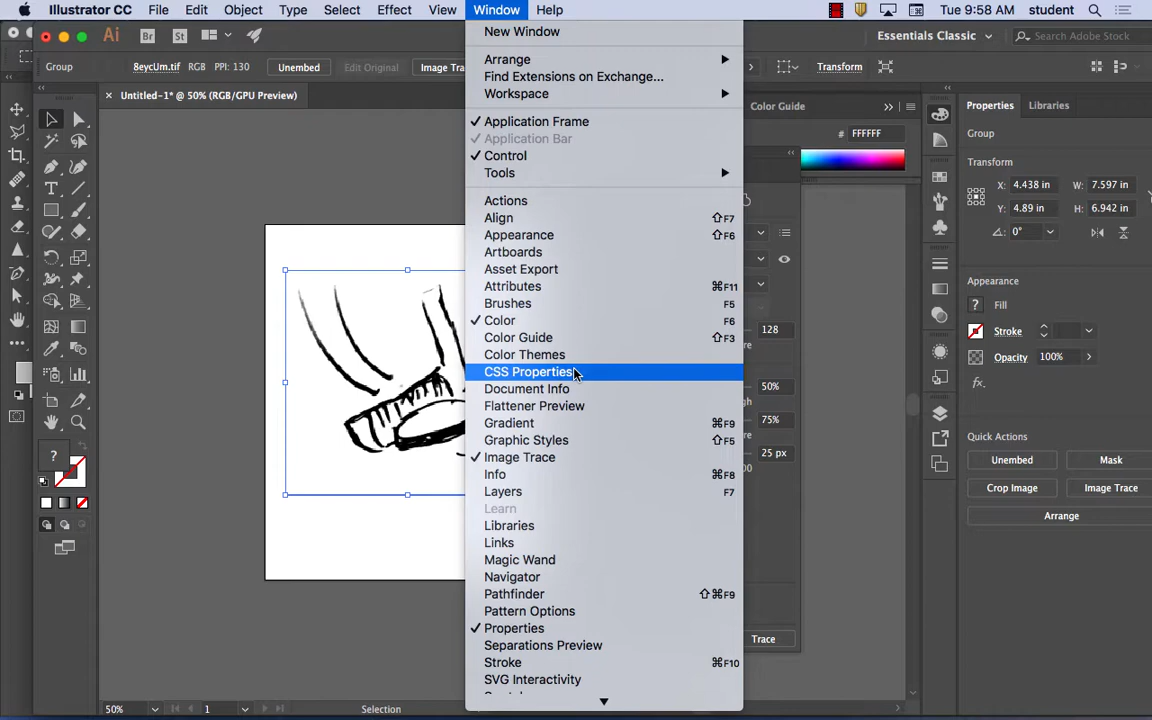 Illustrator CC File Edit Object Type Select Effect View Window Help Tue 9:58 AM student
Ai Br St Essentials Classic Search Adobe Stock
Group 8eycUm.tif RGB PPI: 130 Unembed Edit Original Image Tra Transform
× Untitled-1* @ 50% (RGB/GPU Preview)
New Window
Arrange
Find Extensions on Exchange...
Workspace
Application Frame
Application Bar
Control
Tools
Actions
Align ⇧F7
Appearance ⇧F6
Artboards
Asset Export
Attributes ⌘F11
Brushes F5
Color F6
Color Guide ⇧F3
Color Themes
CSS Properties
Document Info
Flattener Preview
Gradient ⌘F9
Graphic Styles ⇧F5
Image Trace
Info ⌘F8
Layers F7
Learn
Libraries
Links
Magic Wand
Navigator
Pathfinder ⇧⌘F9
Pattern Options
Properties
Separations Preview
Stroke ⌘F10
SVG Interactivity
Color Guide
# FFFFFF
128
50%
75%
25 px
Trace
Properties Libraries
Group
Transform
X: 4.438 in W: 7.597 in
Y: 4.89 in H: 6.942 in
0°
Appearance
? Fill
Stroke
Opacity 100%
fx.
Quick Actions
Unembed Mask
Crop Image Image Trace
Arrange
?
50% 1 Selection